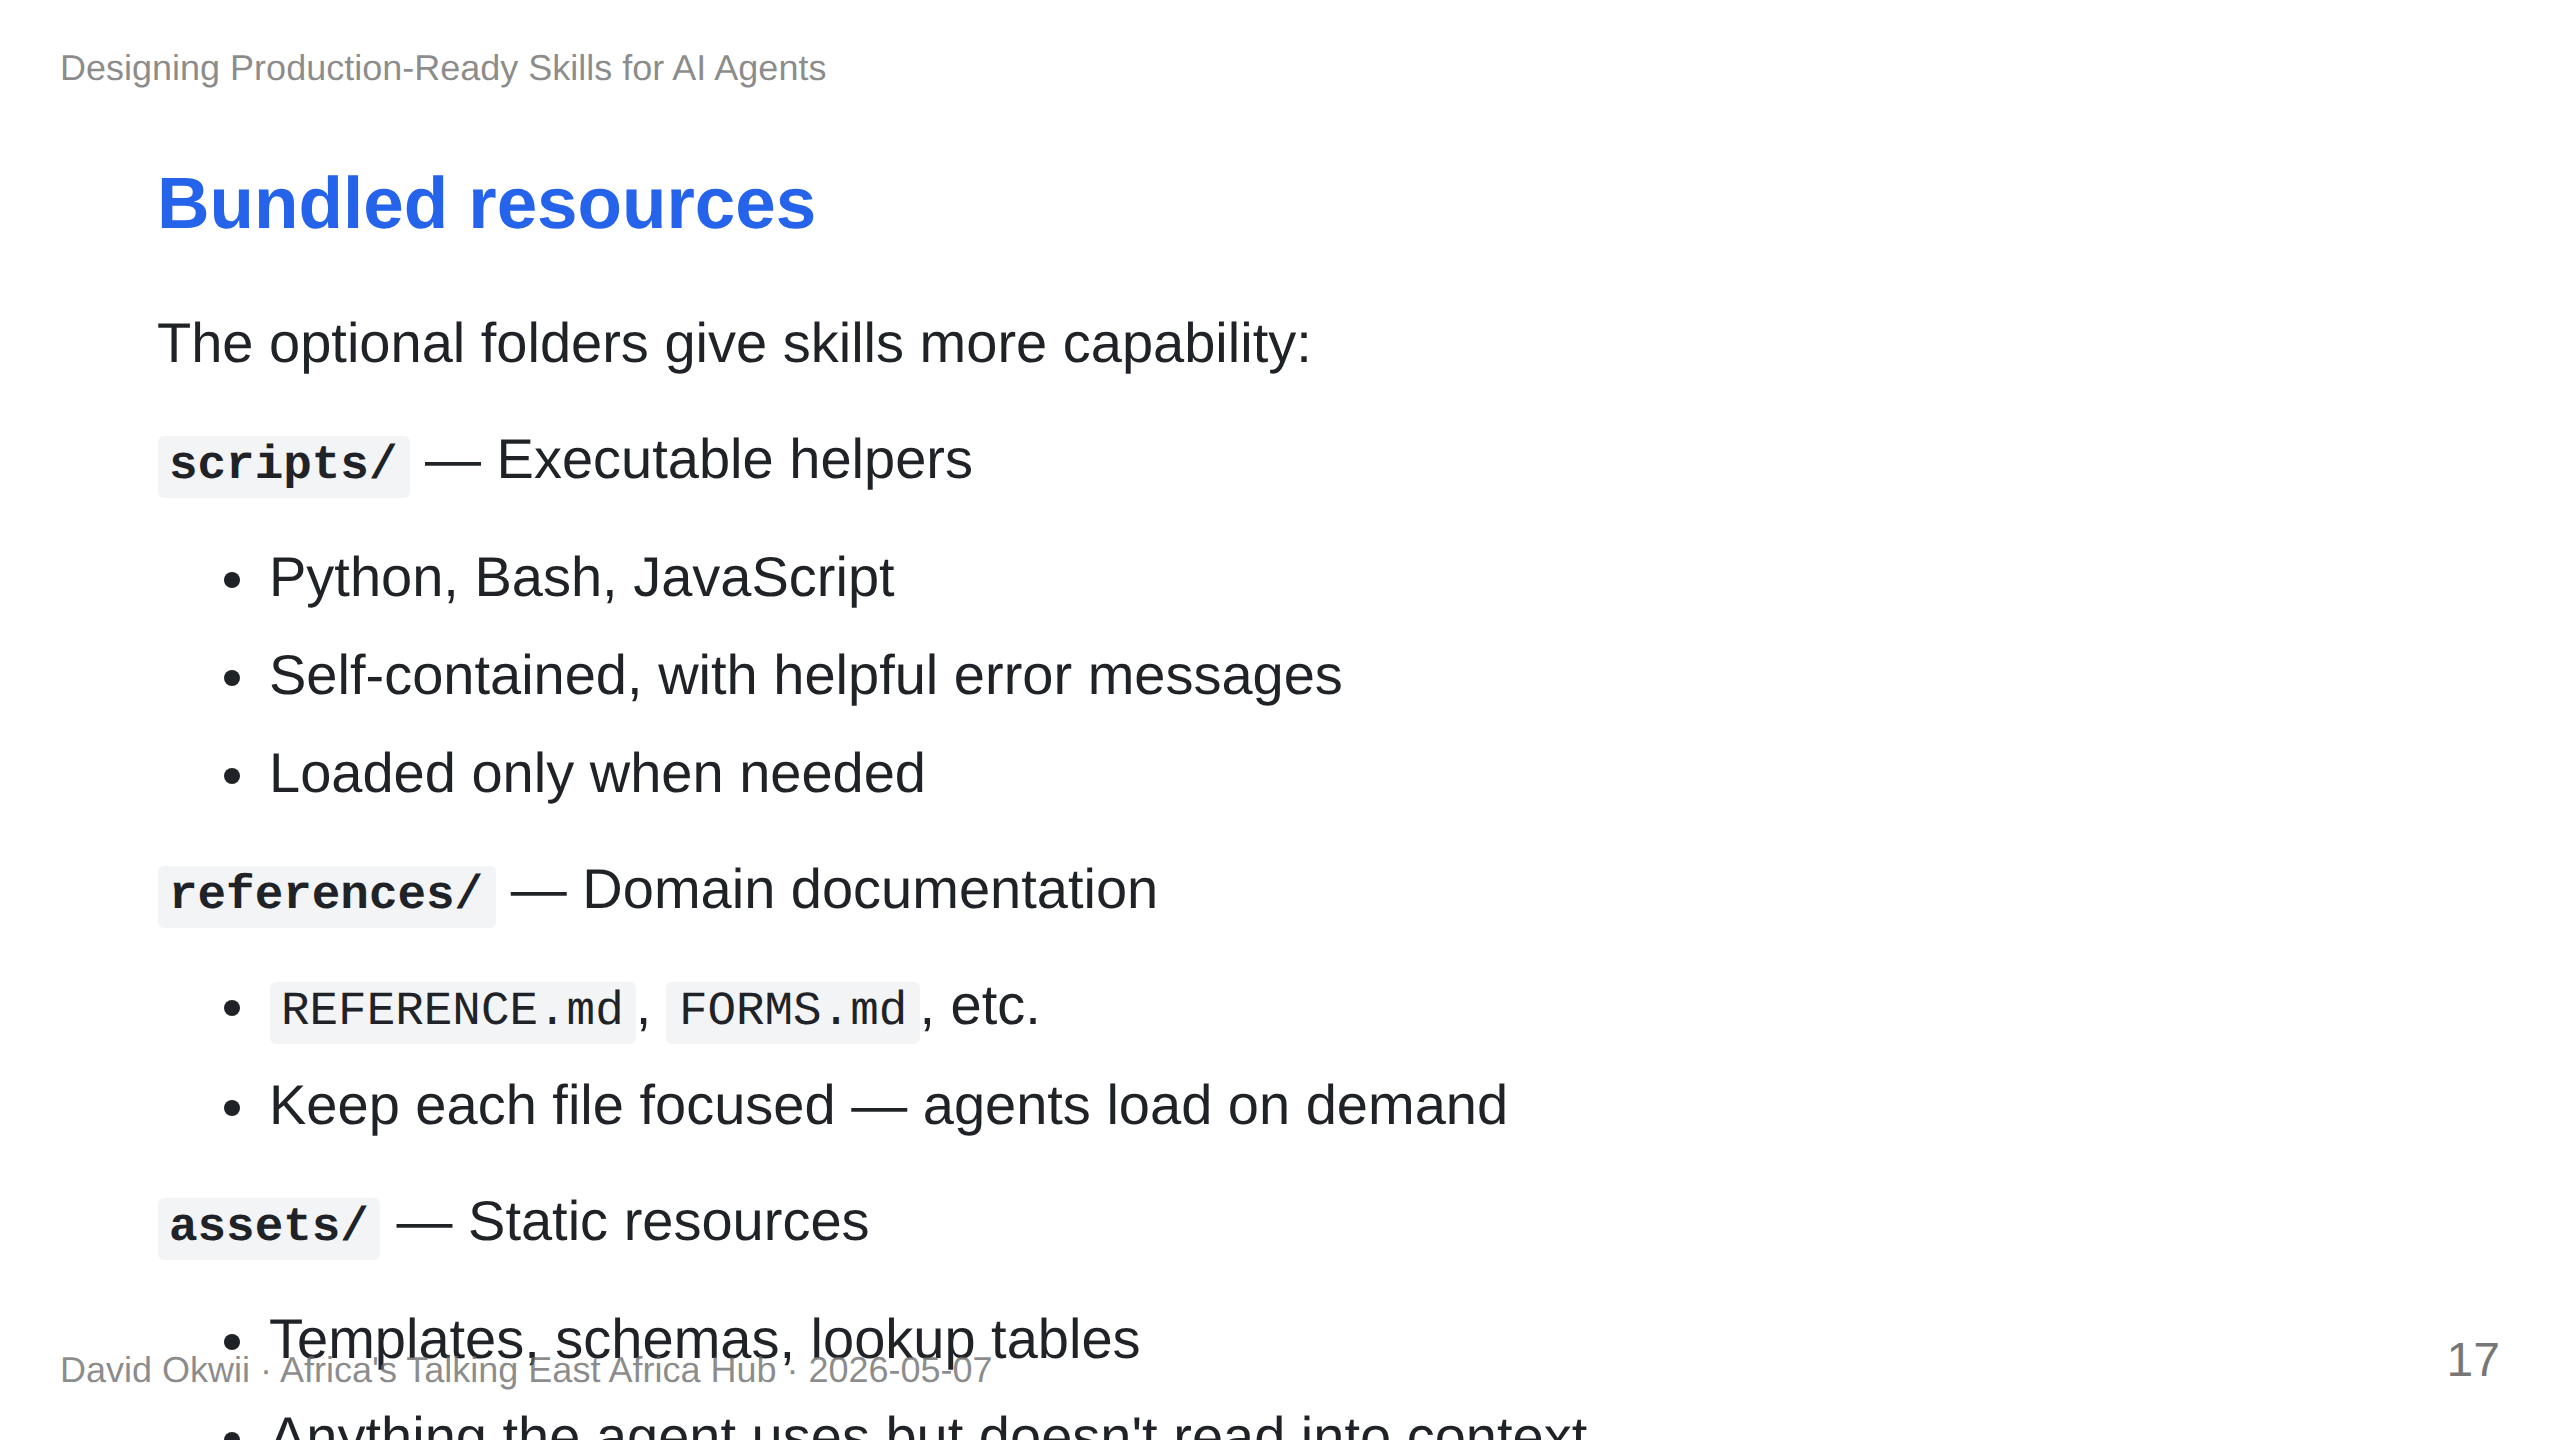 Designing Production-Ready Skills for AI Agents
Bundled resources
The optional folders give skills more capability:
scripts/ — Executable helpers
• Python, Bash, JavaScript
• Self-contained, with helpful error messages
• Loaded only when needed
references/ — Domain documentation
• REFERENCE.md, FORMS.md, etc.
• Keep each file focused — agents load on demand
assets/ — Static resources
• Templates, schemas, lookup tables
David Okwii · Africa's Talking East Africa Hub · 2026-05-07
17
• Anything the agent uses but doesn't read into context